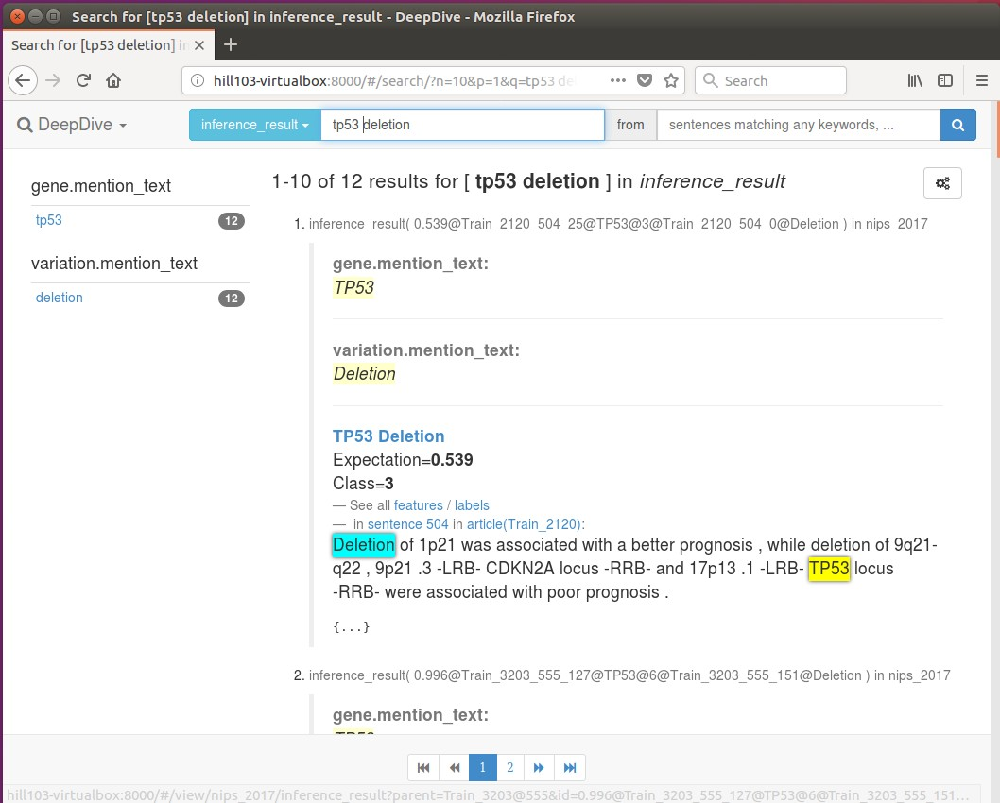 Search for [tp53 deletion] in inference_result - DeepDive - Mozilla Firefox
Search for [tp53 deletion] in
hill103-virtualbox:8000/#/search/?n=10&p=1&q=tp53 de
Search
DeepDive
inference_result
tp53 deletion
from
sentences matching any keywords, ...
gene.mention_text
tp53 12
variation.mention_text
deletion 12
1-10 of 12 results for [ tp53 deletion ] in inference_result
1. inference_result( 0.539@Train_2120_504_25@TP53@3@Train_2120_504_0@Deletion ) in nips_2017
gene.mention_text:
TP53
variation.mention_text:
Deletion
TP53 Deletion
Expectation=0.539
Class=3
— See all features / labels
— in sentence 504 in article(Train_2120):
Deletion of 1p21 was associated with a better prognosis , while deletion of 9q21-
q22 , 9p21 .3 -LRB- CDKN2A locus -RRB- and 17p13 .1 -LRB- TP53 locus
-RRB- were associated with poor prognosis .
{...}
2. inference_result( 0.996@Train_3203_555_127@TP53@6@Train_3203_555_151@Deletion ) in nips_2017
gene.mention_text:
TP53
1 2
hill103-virtualbox:8000/#/view/nips_2017/inference_result?parent=Train_3203@555&id=0.996@Train_3203_555_127@TP53@6@Train_3203_555_151...